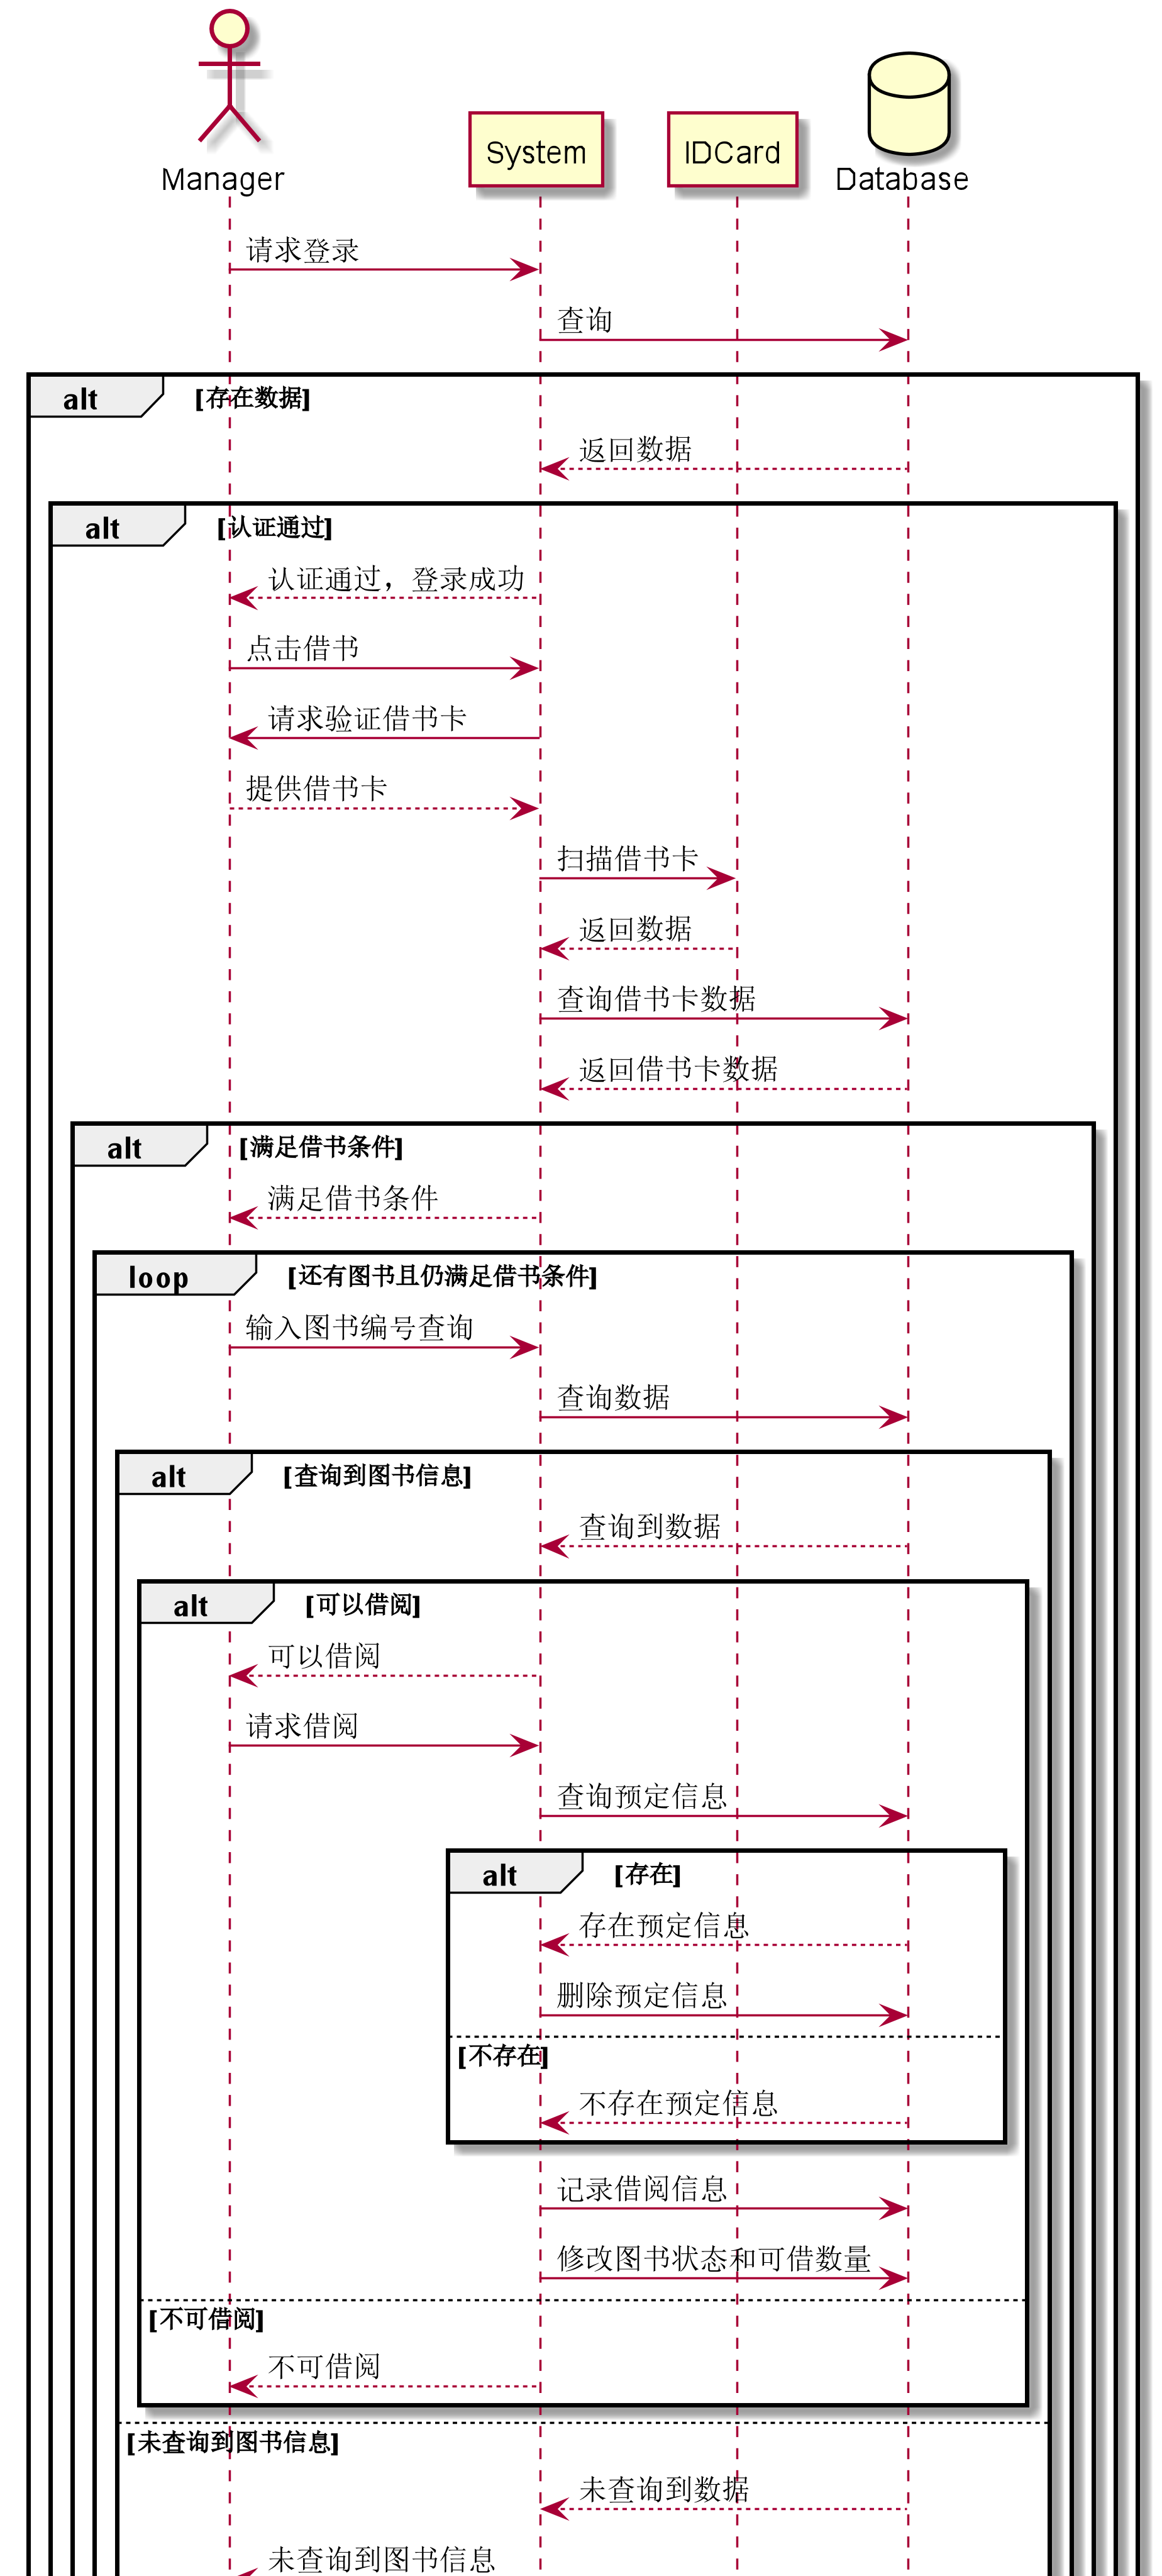 Manager
System
IDCard
Database
请求登录
查询
alt [存在数据]
返回数据
alt [认证通过]
认证通过，登录成功
点击借书
请求验证借书卡
提供借书卡
扫描借书卡
返回数据
查询借书卡数据
返回借书卡数据
alt [满足借书条件]
满足借书条件
loop [还有图书且仍满足借书条件]
输入图书编号查询
查询数据
alt [查询到图书信息]
查询到数据
alt [可以借阅]
可以借阅
请求借阅
查询预定信息
alt [存在]
存在预定信息
删除预定信息
[不存在]
不存在预定信息
记录借阅信息
修改图书状态和可借数量
[不可借阅]
不可借阅
[未查询到图书信息]
未查询到数据
未查询到图书信息